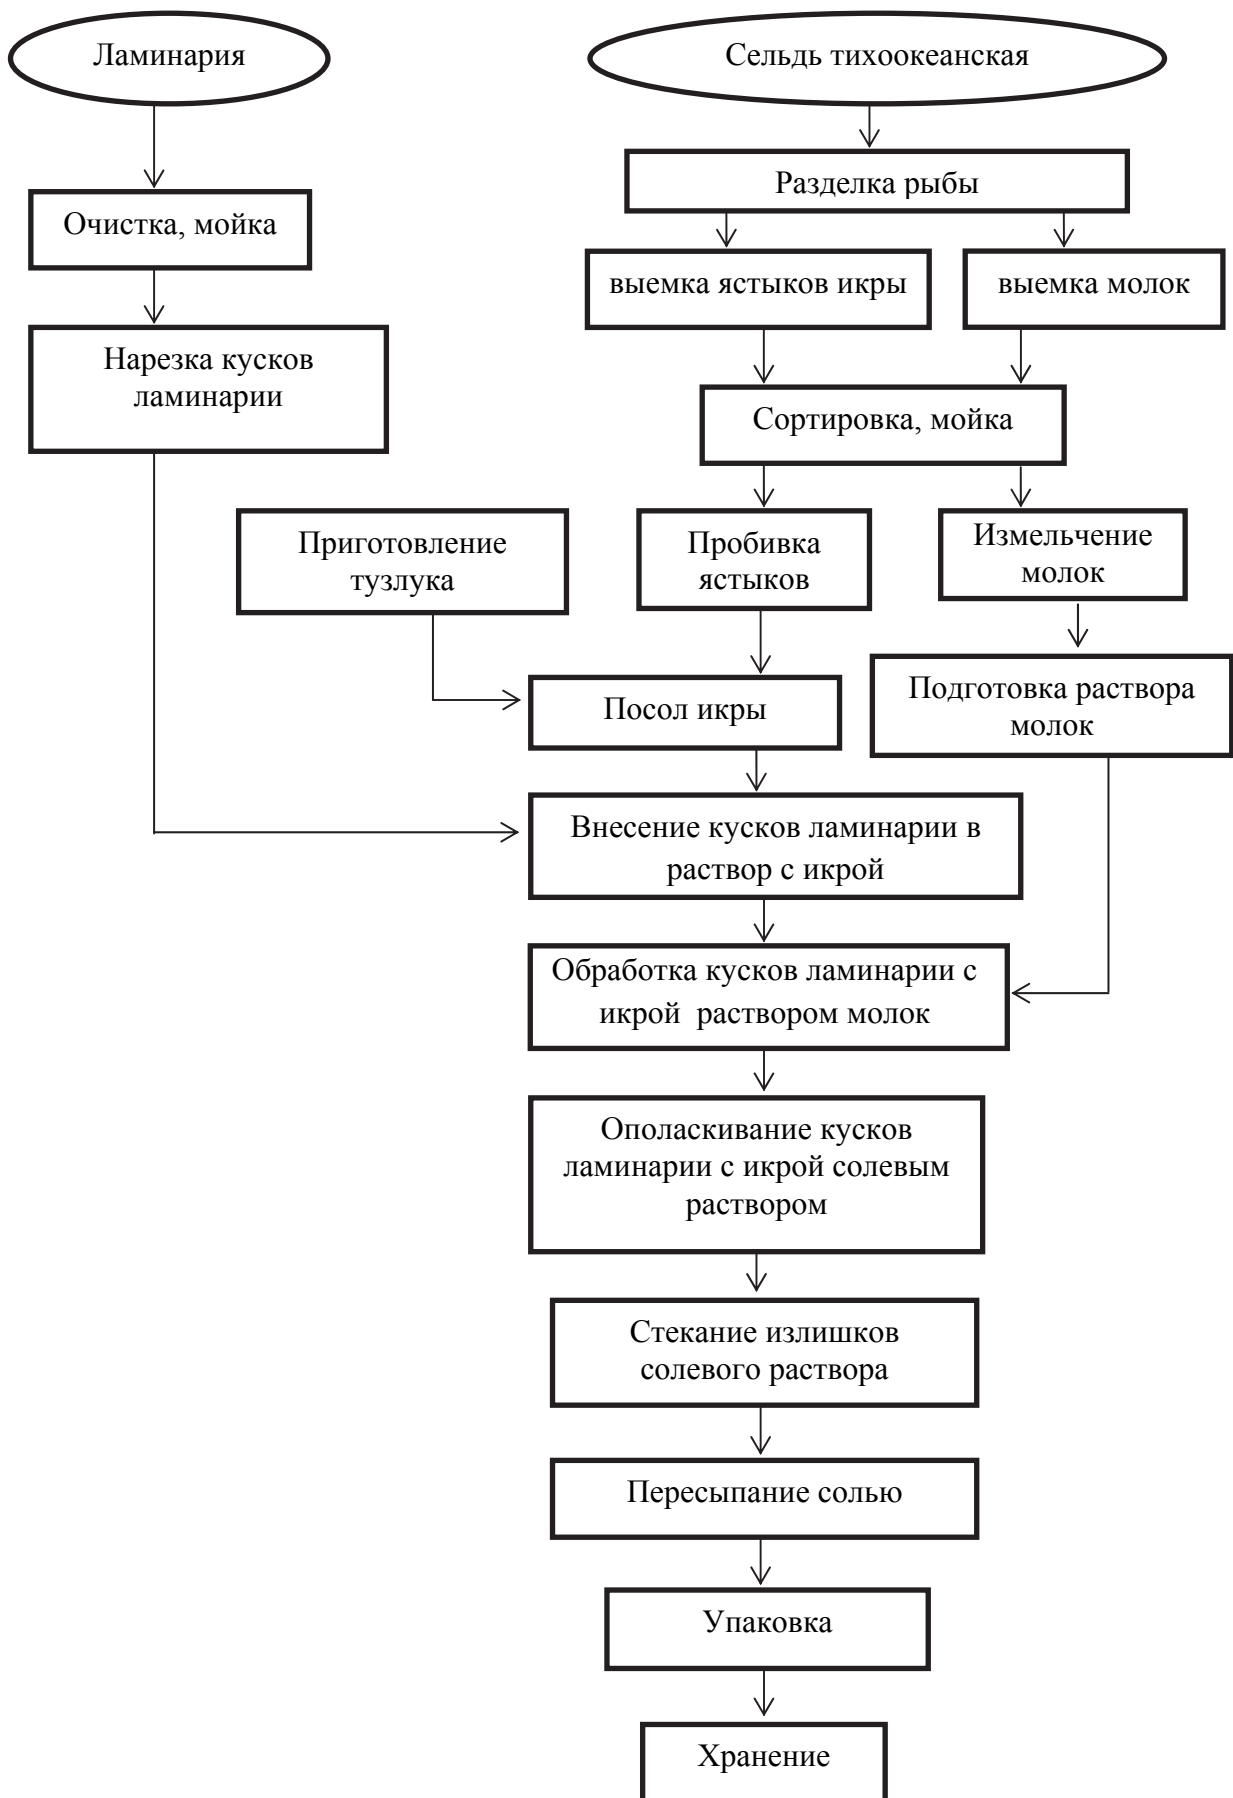 Ламинария
Сельдь тихоокеанская
Разделка рыбы
Очистка, мойка
выемка ястыков икры
выемка молок
Нарезка кусков
ламинарии
Сортировка, мойка
Приготовление
тузлука
Пробивка
ястыков
Измельчение
молок
Посол икры
Подготовка раствора
молок
Внесение кусков ламинарии в
раствор с икрой
Обработка кусков ламинарии с
икрой раствором молок
Ополаскивание кусков
ламинарии с икрой солевым
раствором
Стекание излишков
солевого раствора
Пересыпание солью
Упаковка
Хранение